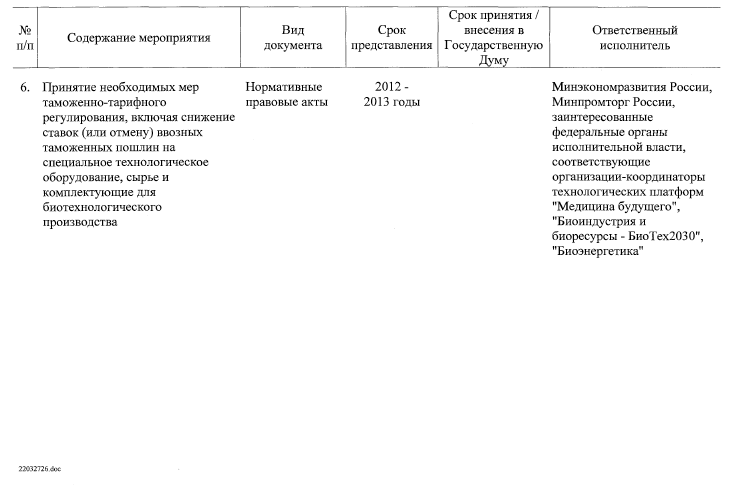 №
п/п
Содержание мероприятия
Вид
документа
Срок
представления
Срок принятия /
внесения в
Государственную
Думу
Ответственный
исполнитель
6.
Принятие необходимых мер
таможенно-тарифного
регулирования, включая снижение
ставок (или отмену) ввозных
таможенных пошлин на
специальное технологическое
оборудование, сырье и
комплектующие для
биотехнологического
производства
Нормативные
правовые акты
2012 -
2013 годы
Минэкономразвития России,
Минпромторг России,
заинтересованные
федеральные органы
исполнительной власти,
соответствующие
организации-координаторы
технологических платформ
"Медицина будущего",
"Биоиндустрия и
биоресурсы - БиоТех2030",
"Биоэнергетика"
22032726.doc